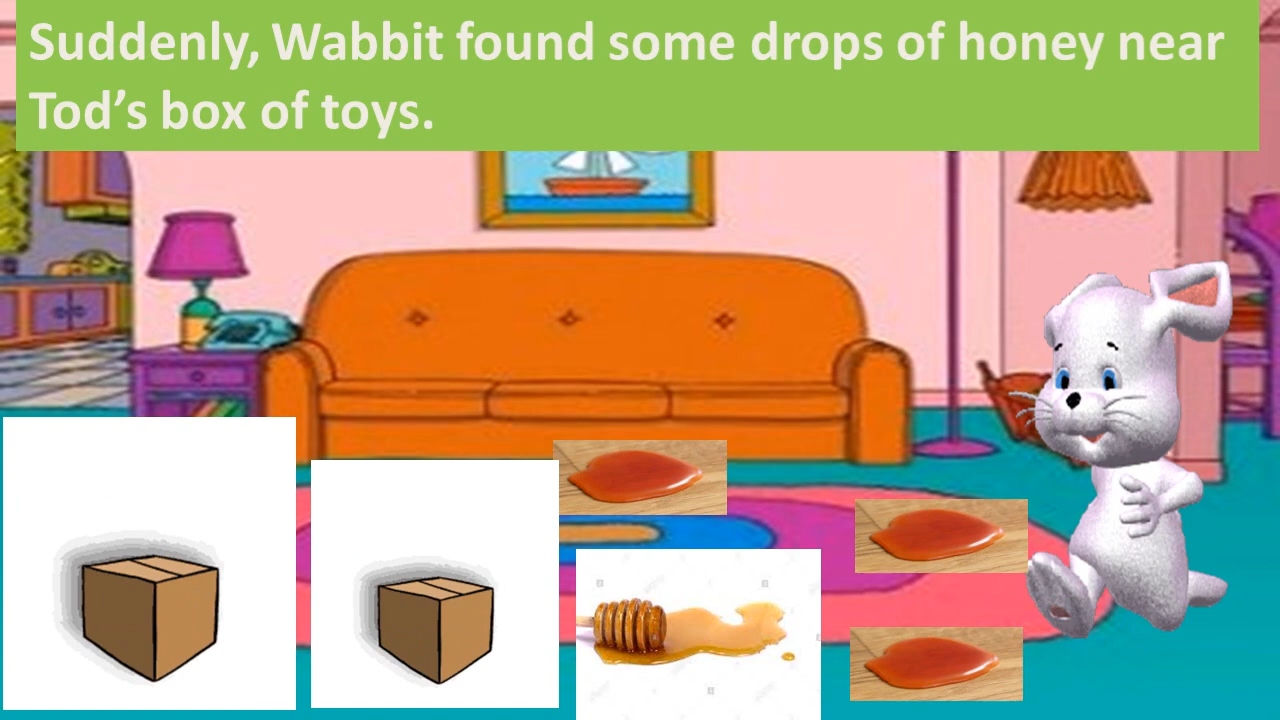 Suddenly, Wabbit found some drops of honey near
Tod’s box of toys.